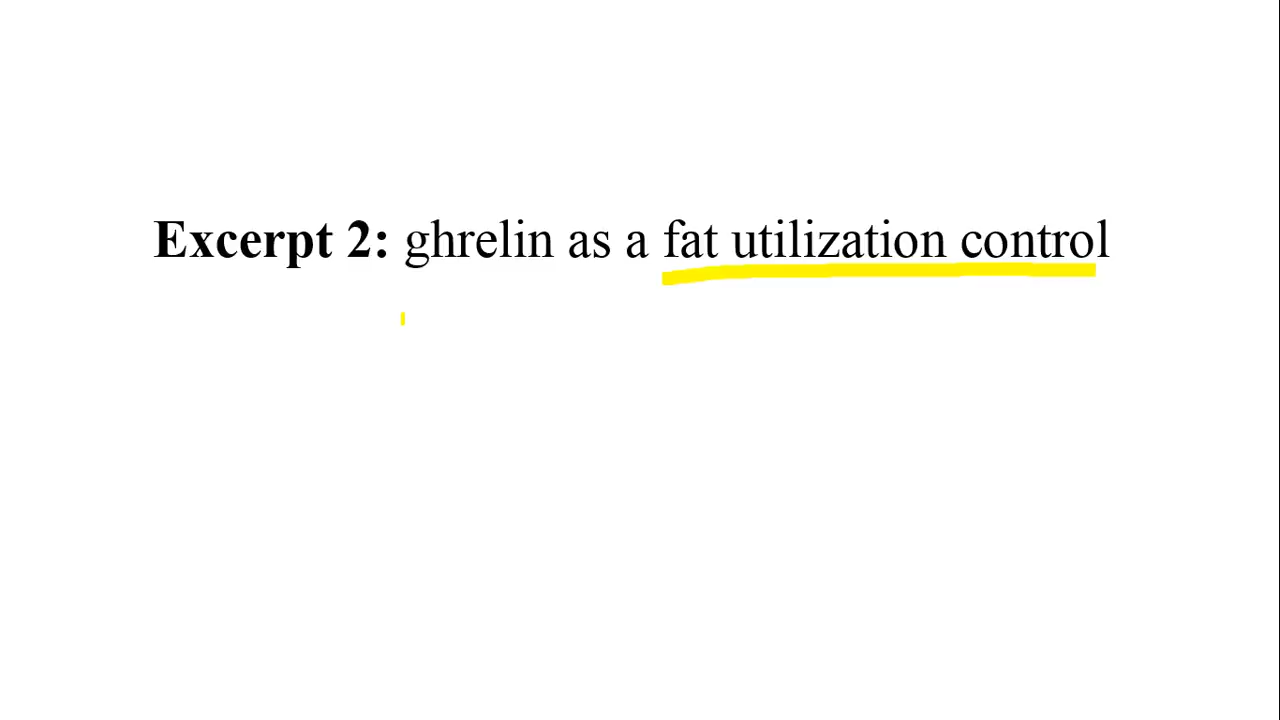 Excerpt 2: ghrelin as a fat utilization control